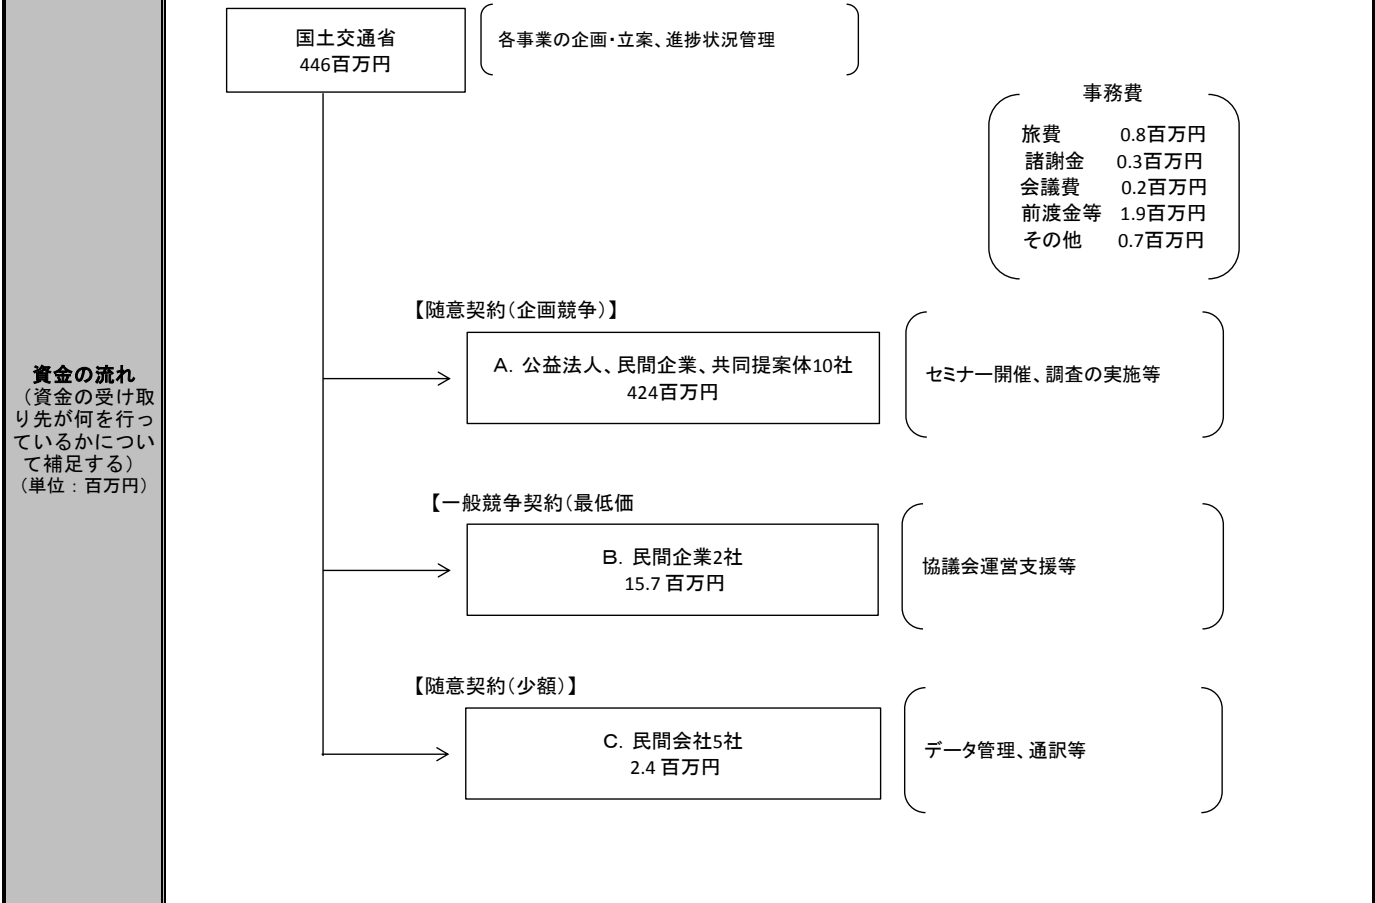 資金の流れ
（資金の受け取
り先が何を行っ
ているかについ
て補足する）
（単位：百万円）
国土交通省
446百万円
各事業の企画・立案、進捗状況管理
事務費
旅費 0.8百万円
諸謝金 0.3百万円
会議費 0.2百万円
前渡金等 1.9百万円
その他 0.7百万円
【随意契約（企画競争）】
A. 公益法人、民間企業、共同提案体10社
424百万円
セミナー開催、調査の実施等
【一般競争契約（最低価
B. 民間企業2社
15.7 百万円
協議会運営支援等
【随意契約（少額）】
C. 民間会社5社
2.4 百万円
データ管理、通訳等